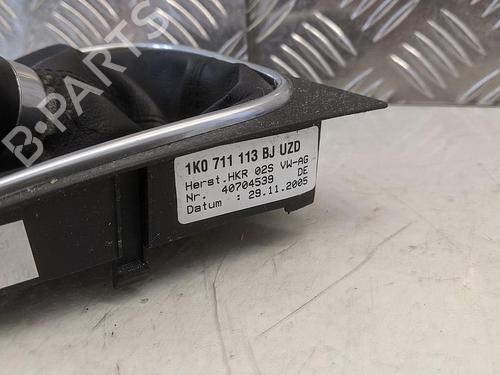 1K0 711 113 BJ UZD
Herst.HKR 02S VW-AG
Nr. 40704539 DE
Datum : 29.11.2005
B-PARTS